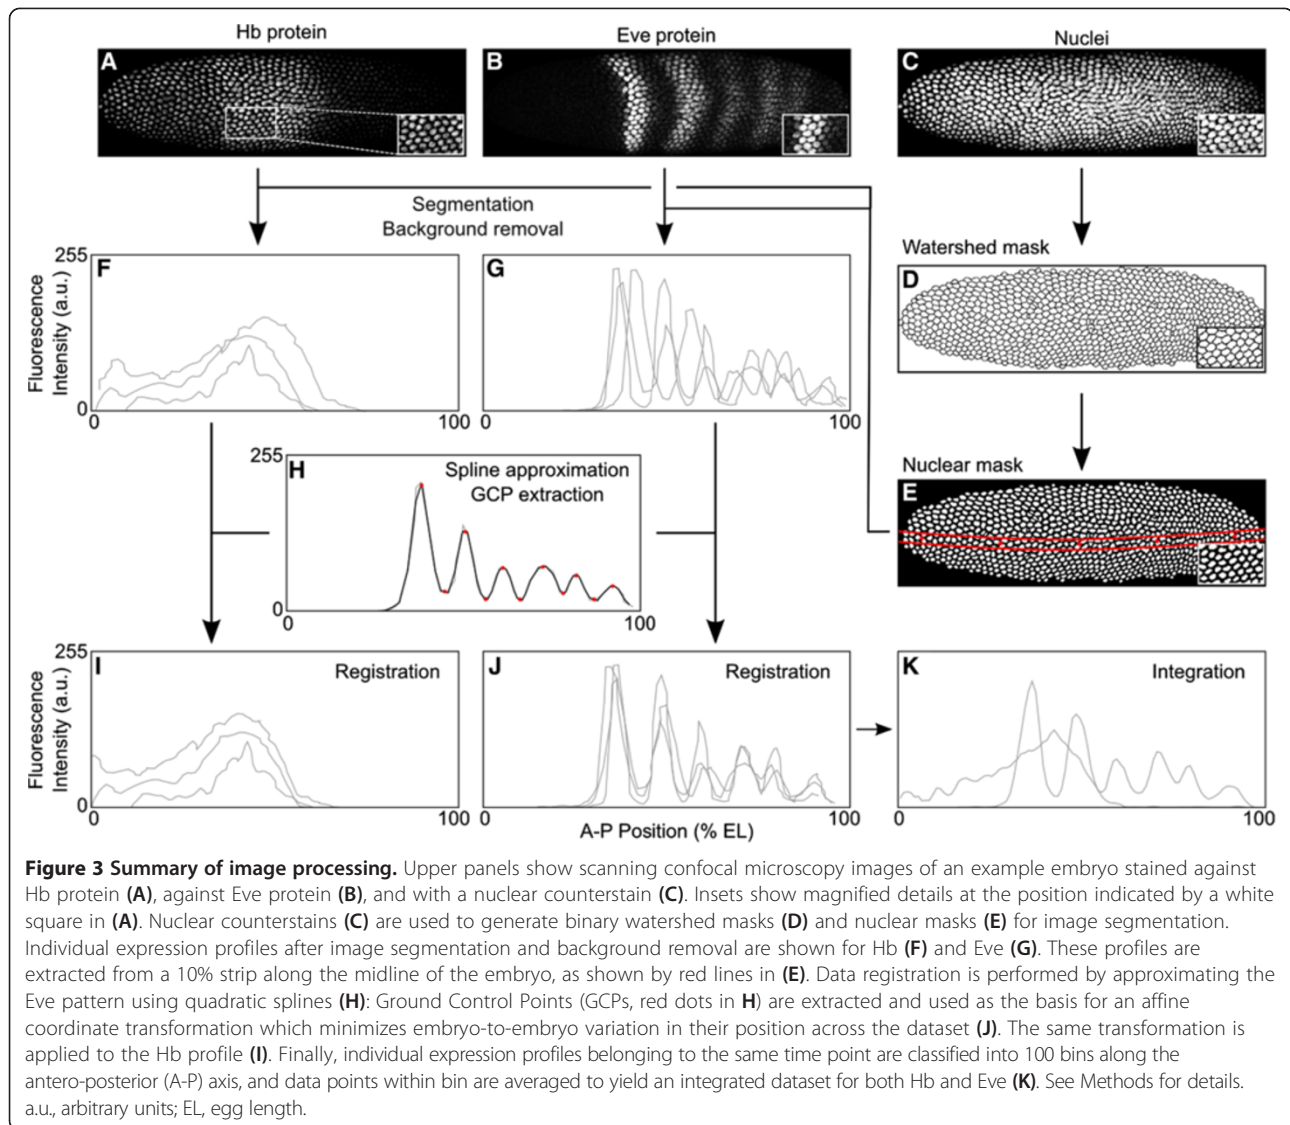 Hb protein
Eve protein
Nuclei
A
B
C
Segmentation
Background removal
Watershed mask
D
255
Fluorescence
Intensity (a.u.)
F
0
0
100
G
0
100
Nuclear mask
E
255
H
Spline approximation
GCP extraction
0
0
100
255
Fluorescence
Intensity (a.u.)
I
Registration
0
0
100
J
Registration
0
100
A-P Position (% EL)
K
Integration
0
100
Figure 3 Summary of image processing. Upper panels show scanning confocal microscopy images of an example embryo stained against
Hb protein (A), against Eve protein (B), and with a nuclear counterstain (C). Insets show magnified details at the position indicated by a white
square in (A). Nuclear counterstains (C) are used to generate binary watershed masks (D) and nuclear masks (E) for image segmentation.
Individual expression profiles after image segmentation and background removal are shown for Hb (F) and Eve (G). These profiles are
extracted from a 10% strip along the midline of the embryo, as shown by red lines in (E). Data registration is performed by approximating the
Eve pattern using quadratic splines (H): Ground Control Points (GCPs, red dots in H) are extracted and used as the basis for an affine
coordinate transformation which minimizes embryo-to-embryo variation in their position across the dataset (J). The same transformation is
applied to the Hb profile (I). Finally, individual expression profiles belonging to the same time point are classified into 100 bins along the
antero-posterior (A-P) axis, and data points within bin are averaged to yield an integrated dataset for both Hb and Eve (K). See Methods for details.
a.u., arbitrary units; EL, egg length.